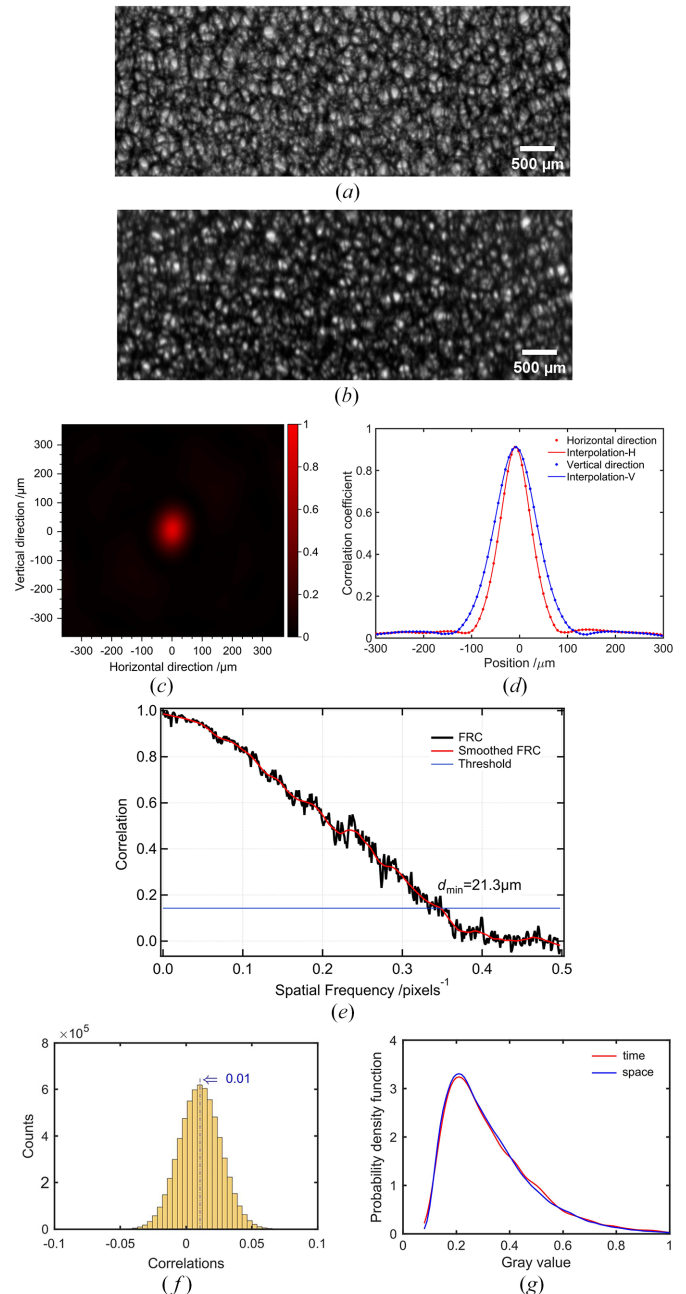 500 μm
(a)
500 μm
(b)
Vertical direction /μm
300
200
100
0
-100
-200
-300
-300 -200 -100 0 100 200 300
Horizontal direction /μm
1
0.8
0.6
0.4
0.2
0
(c)
Correlation coefficient
1
0.8
0.6
0.4
0.2
0
Horizontal direction
Interpolation-H
Vertical direction
Interpolation-V
-300 -200 -100 0 100 200 300
Position /μm
(d)
Correlation
1.0
0.8
0.6
0.4
0.2
0.0
FRC
Smoothed FRC
Threshold
dmin=21.3μm
0.0 0.1 0.2 0.3 0.4 0.5
Spatial Frequency /pixels-1
(e)
×10⁵
Counts
8
6
4
2
0
⇐ 0.01
-0.1 -0.05 0 0.05 0.1
Correlations
(f)
Probability density function
4
3
2
1
0
time
space
0 0.2 0.4 0.6 0.8 1
Gray value
(g)